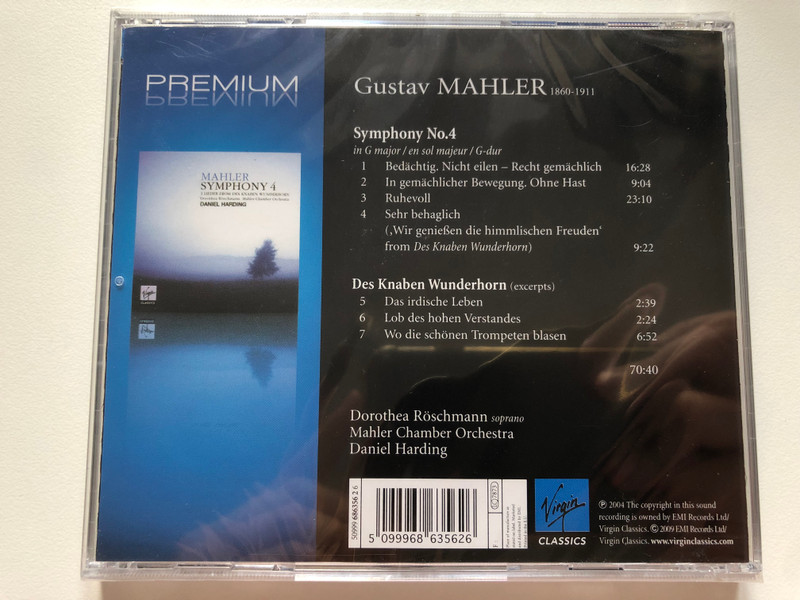 PREMIUM
MAHLER
SYMPHONY 4
DANIEL HARDING
Virgin
CLASSICS
Gustav MAHLER 1860-1911
Symphony No.4
in G major / en sol majeur / G-dur
1 Bedächtig. Nicht eilen – Recht gemächlich 16:28
2 In gemächlicher Bewegung. Ohne Hast 9:04
3 Ruhevoll 23:10
4 Sehr behaglich
(‚Wir genießen die himmlischen Freuden‘
from Des Knaben Wunderhorn) 9:22
Des Knaben Wunderhorn (excerpts)
5 Das irdische Leben 2:39
6 Lob des hohen Verstandes 2:24
7 Wo die schönen Trompeten blasen 6:52
70:40
Dorothea Röschmann soprano
Mahler Chamber Orchestra
Daniel Harding
50999 686356 2 6
5 099968 635626
Virgin
CLASSICS
℗ 2004 The copyright in this sound
recording is owned by EMI Records Ltd/
Virgin Classics. © 2009 EMI Records Ltd/
Virgin Classics. www.virginclassics.com